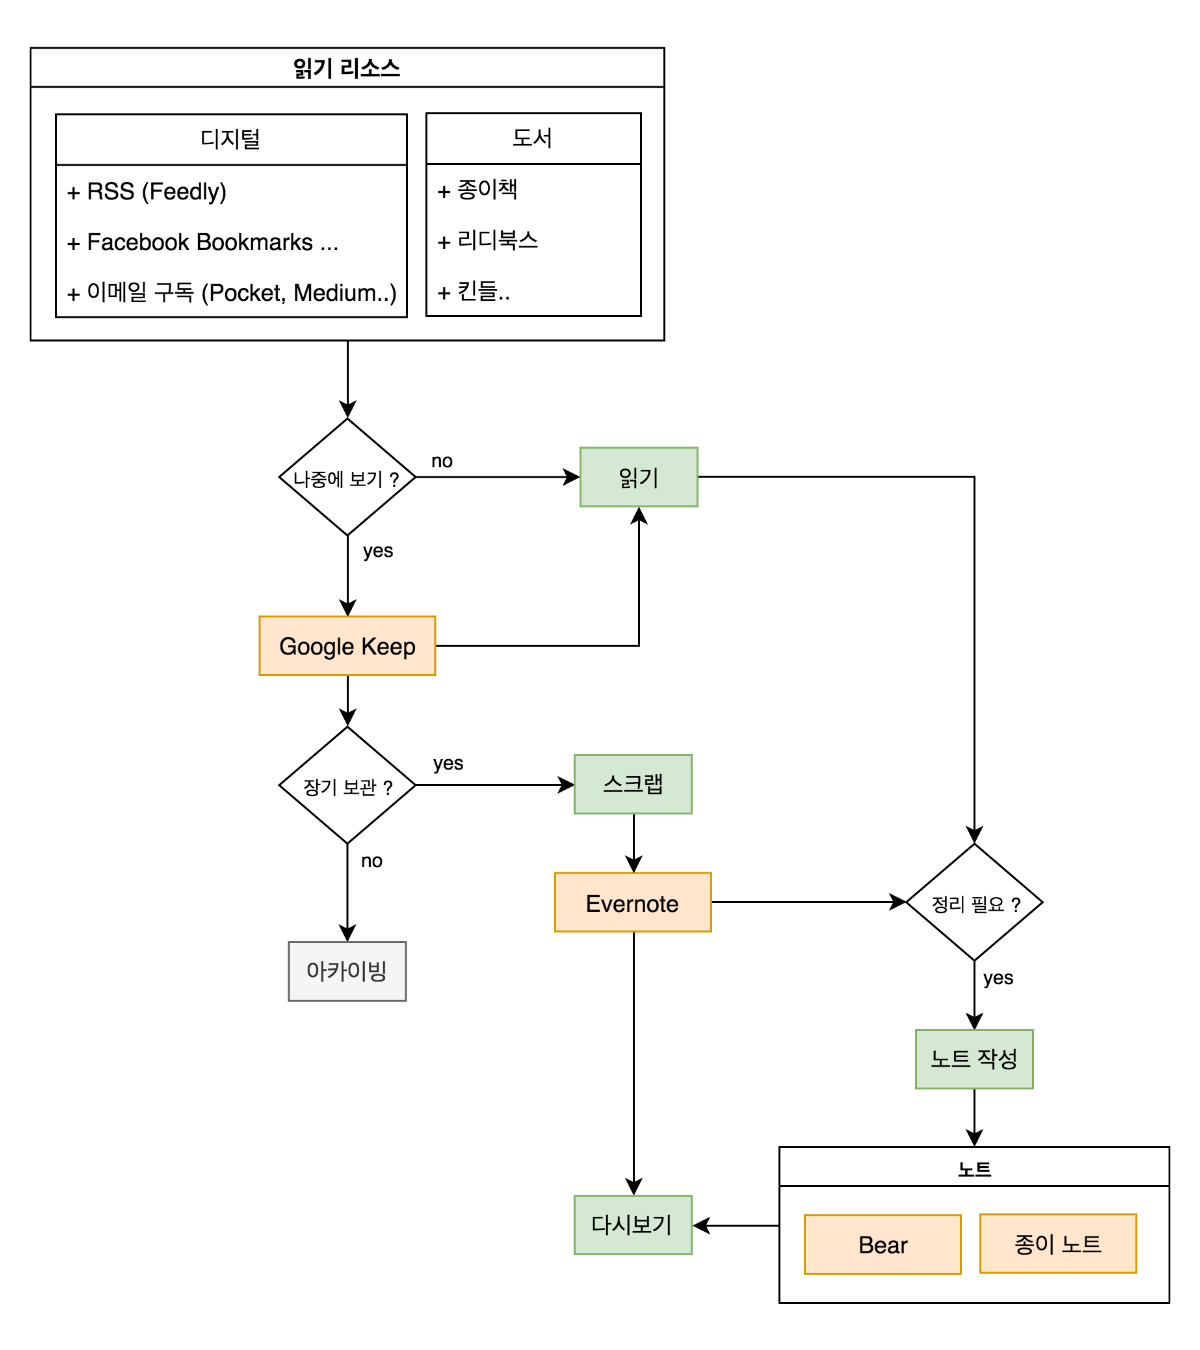 읽기 리소스
디지털
+ RSS (Feedly)
+ Facebook Bookmarks ...
+ 이메일 구독 (Pocket, Medium..)
도서
+ 종이책
+ 리디북스
+ 킨들..
나중에 보기 ?
no
읽기
yes
Google Keep
장기 보관 ?
yes
스크랩
no
Evernote
정리 필요 ?
아카이빙
yes
노트 작성
노트
다시보기
Bear
종이 노트